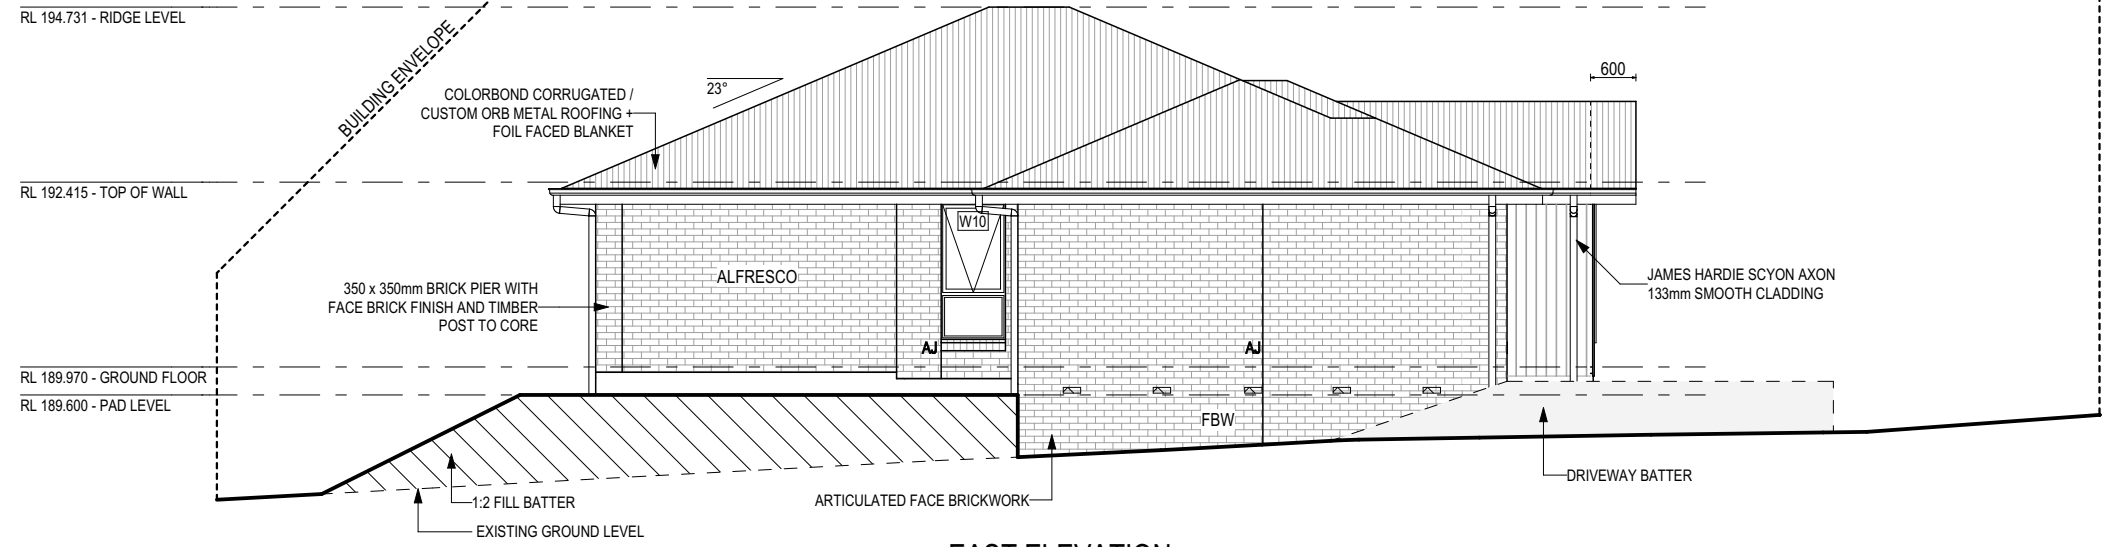 RL 194.731 - RIDGE LEVEL
BUILDING ENVELOPE
600
23°
COLORBOND CORRUGATED /
CUSTOM ORB METAL ROOFING +
FOIL FACED BLANKET
RL 192.415 - TOP OF WALL
W10
ALFRESCO
350 x 350mm BRICK PIER WITH
FACE BRICK FINISH AND TIMBER
POST TO CORE
JAMES HARDIE SCYON AXON
133mm SMOOTH CLADDING
AJ
AJ
RL 189.970 - GROUND FLOOR
RL 189.600 - PAD LEVEL
FBW
DRIVEWAY BATTER
1:2 FILL BATTER
ARTICULATED FACE BRICKWORK
EXISTING GROUND LEVEL
EAST ELEVATION